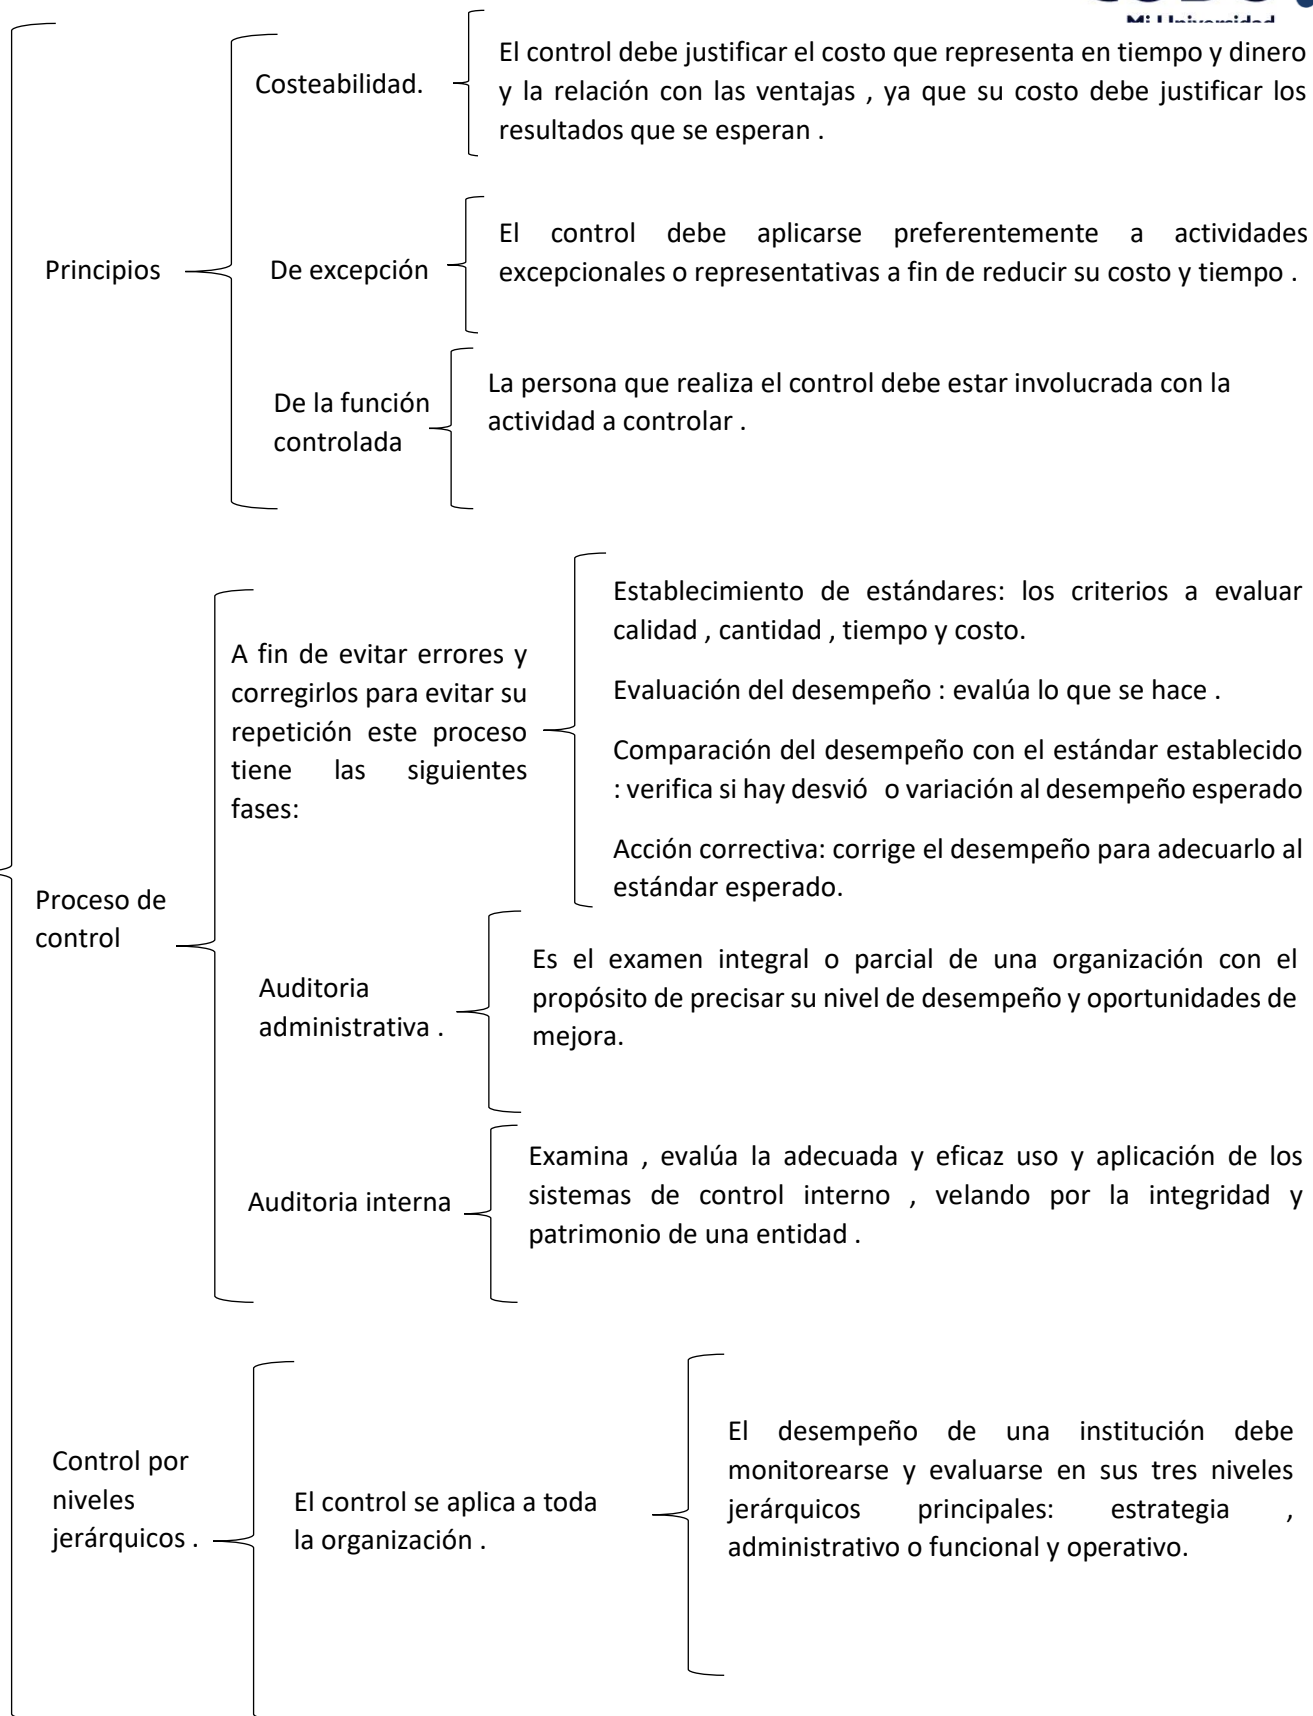 Mi Universidad
El control debe justificar el costo que representa en tiempo y dinero
y la relación con las ventajas , ya que su costo debe justificar los
resultados que se esperan .
Costeabilidad.
Principios
De excepción
El control debe aplicarse preferentemente a actividades
excepcionales o representativas a fin de reducir su costo y tiempo .
De la función
controlada
La persona que realiza el control debe estar involucrada con la
actividad a controlar .
Proceso de
control
A fin de evitar errores y
corregirlos para evitar su
repetición este proceso
tiene las siguientes
fases:
Establecimiento de estándares: los criterios a evaluar
calidad , cantidad , tiempo y costo.
Evaluación del desempeño : evalúa lo que se hace .
Comparación del desempeño con el estándar establecido
: verifica si hay desvió o variación al desempeño esperado
Acción correctiva: corrige el desempeño para adecuarlo al
estándar esperado.
Auditoria
administrativa .
Es el examen integral o parcial de una organización con el
propósito de precisar su nivel de desempeño y oportunidades de
mejora.
Auditoria interna
Examina , evalúa la adecuada y eficaz uso y aplicación de los
sistemas de control interno , velando por la integridad y
patrimonio de una entidad .
Control por
niveles
jerárquicos .
El control se aplica a toda
la organización .
El desempeño de una institución debe
monitorearse y evaluarse en sus tres niveles
jerárquicos principales: estrategia ,
administrativo o funcional y operativo.